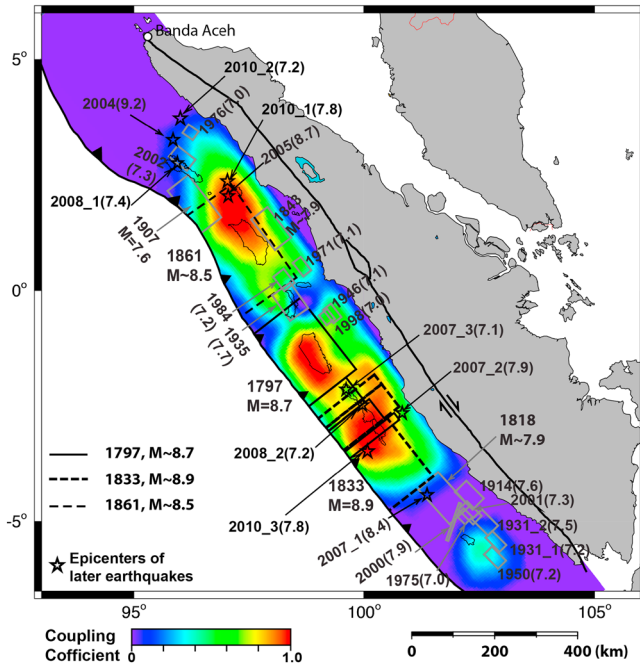 Banda Aceh
5°
2010_2(7.2)
2004(9.2)
1976(7.0)
2010_1(7.8)
2005(8.7)
2002
(7.3)
2008_1(7.4)
1907
M=7.6
1861
M~8.5
1843
M~7.9
1971(7.1)
0°
1984
(7.2)
1935
(7.7)
1946(7.1)
1998(7.0)
2007_3(7.1)
2007_2(7.9)
1797
M=8.7
1818
M~7.9
2008_2(7.2)
1797, M~8.7
1833, M~8.9
1861, M~8.5
1833
M=8.9
1914(7.6)
2001(7.3)
-5°
2010_3(7.8)
2007_1(8.4)
1931_2(7.5)
2000(7.9)
1931_1(7.2)
1975(7.0)
1950(7.2)
Epicenters of
later earthquakes
95°
100°
105°
Coupling
Cofficient
0
1.0
0
200
400 (km)